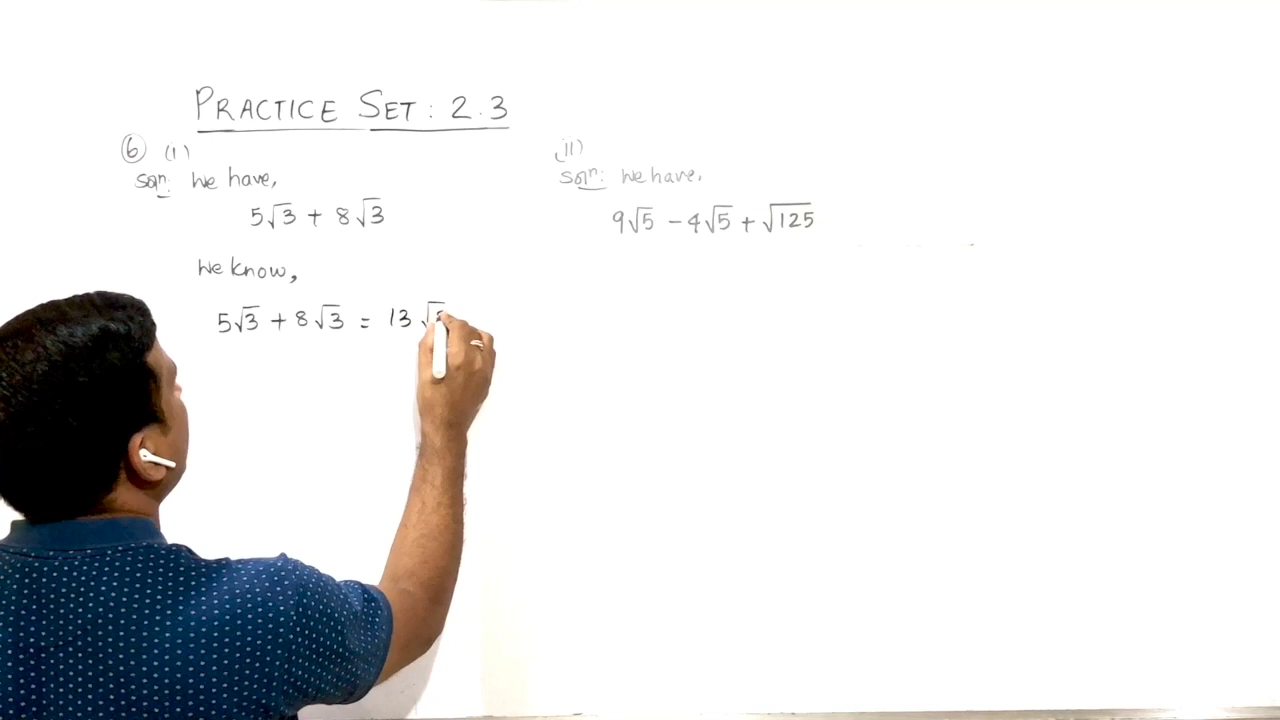 PRACTICE SET : 2.3
⑥ (i)
Solⁿ: We have,
5√3 + 8√3
We know,
5√3 + 8√3 = 13√
(ii)
Solⁿ: We have,
9√5 − 4√5 + √125